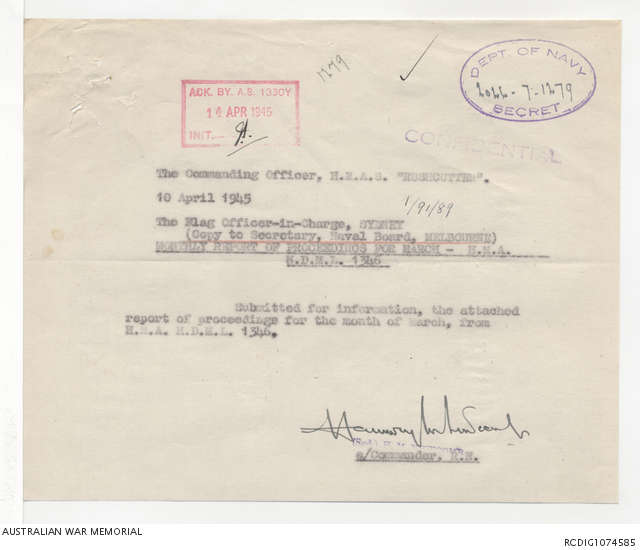 1279
DEPT. OF NAVY
2026-7-1279
SECRET
ACK. BY. A.S. 1330Y
14 APR 1945
INIT.
CONFIDENTIAL
The Commanding Officer, H.M.A.S. "RUSHCUTTER".
10 April 1945
1/91/89
The Flag Officer-in-Charge, SYDNEY
(Copy to Secretary, Naval Board, MELBOURNE)
MONTHLY REPORT OF PROCEEDINGS FOR MARCH - H.M.A.
H.D.M.L. 1346
Submitted for information, the attached
report of proceedings for the month of March, from
H.M.A. H.D.M.L. 1346.
a/Commander, R.N.
AUSTRALIAN WAR MEMORIAL
RCDIG1074585